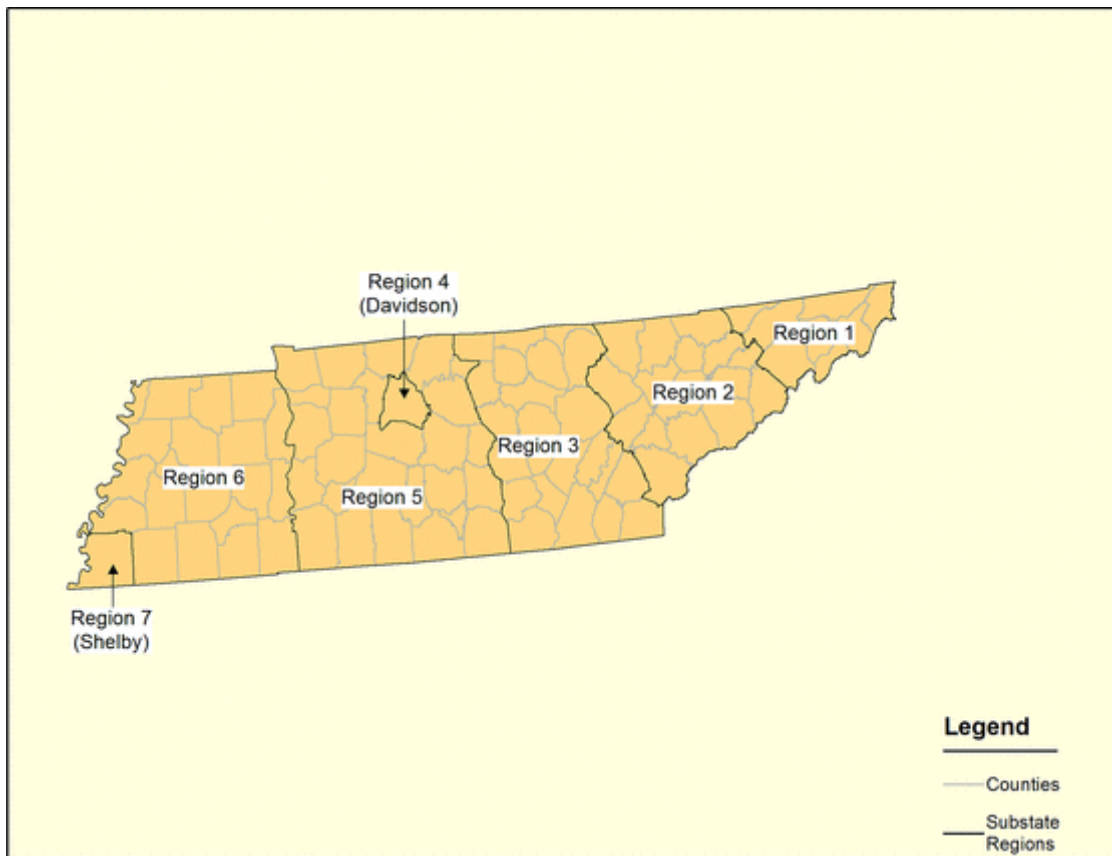 Region 4
(Davidson)
Region 1
Region 2
Region 3
Region 6
Region 5
Region 7
(Shelby)
Legend
Counties
Substate
Regions